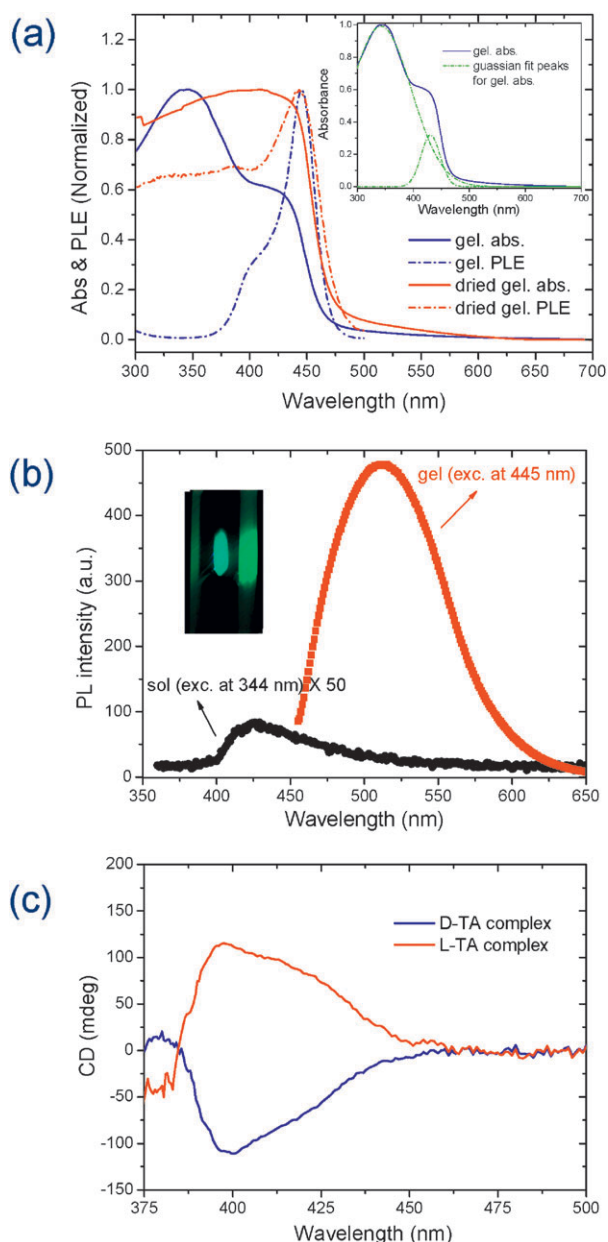 (a)
Abs & PLE (Normalized)
1.2
1.0
0.8
0.6
0.4
0.2
0.0
300 350 400 450 500 550 600 650 700
Wavelength (nm)
gel. abs.
gel. PLE
dried gel. abs.
dried gel. PLE
Absorbance
1.0
0.8
0.6
0.4
0.2
0.0
300 400 500 600 700
Wavelength (nm)
gel. abs.
guassian fit peaks
for gel. abs.
(b)
PL intensity (a.u.)
500
400
300
200
100
0
350 400 450 500 550 600 650
Wavelength (nm)
gel (exc. at 445 nm)
sol (exc. at 344 nm) X 50
(c)
CD (mdeg)
200
150
100
50
0
-50
-100
-150
375 400 425 450 475 500
Wavelength (nm)
D-TA complex
L-TA complex